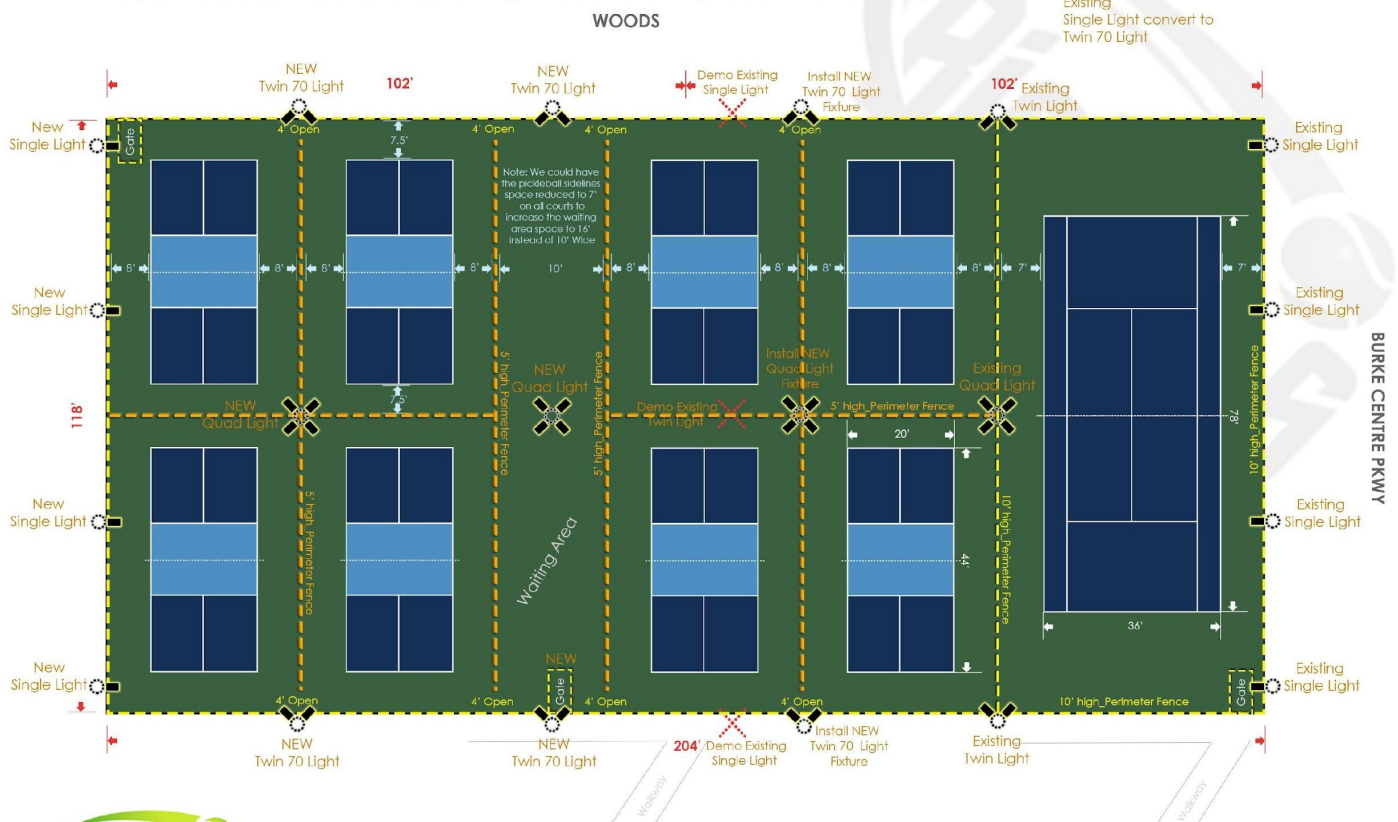 WOODS
Existing
Single Light convert to
Twin 70 Light
NEW
Twin 70 Light
102'
NEW
Twin 70 Light
Demo Existing
Single Light
Install NEW
Twin 70 Light
Fixture
102'
Existing
Twin Light
New
Single Light
Gate
4' Open
7.5'
4' Open
4' Open
4' Open
Existing
Single Light
Note: We could have
the pickleball sidelines
space reduced to 7'
on all courts to
increase the waiting
area space to 16'
instead of 10' Wide
8'
8'
8'
8'
10'
8'
8'
8'
8'
7'
7'
New
Single Light
Existing
Single Light
BURKE CENTRE PKWY
118'
7.5'
NEW
Quad Light
5' high_Perimeter Fence
NEW
Quad Light
5' high_Perimeter Fence
Demo Existing
Twin Light
Install NEW
Quad Light
Fixture
5' high_Perimeter Fence
Existing
Quad Light
78'
10' high_Perimeter Fence
20'
44'
5' high_Perimeter Fence
Waiting Area
10' high_Perimeter Fence
New
Single Light
Existing
Single Light
36'
New
Single Light
NEW
Gate
Gate
Existing
Single Light
4' Open
4' Open
4' Open
4' Open
10' high_Perimeter Fence
NEW
Twin 70 Light
NEW
Twin 70 Light
204'
Demo Existing
Single Light
Install NEW
Twin 70 Light
Fixture
Existing
Twin Light
Walkway
Walkway